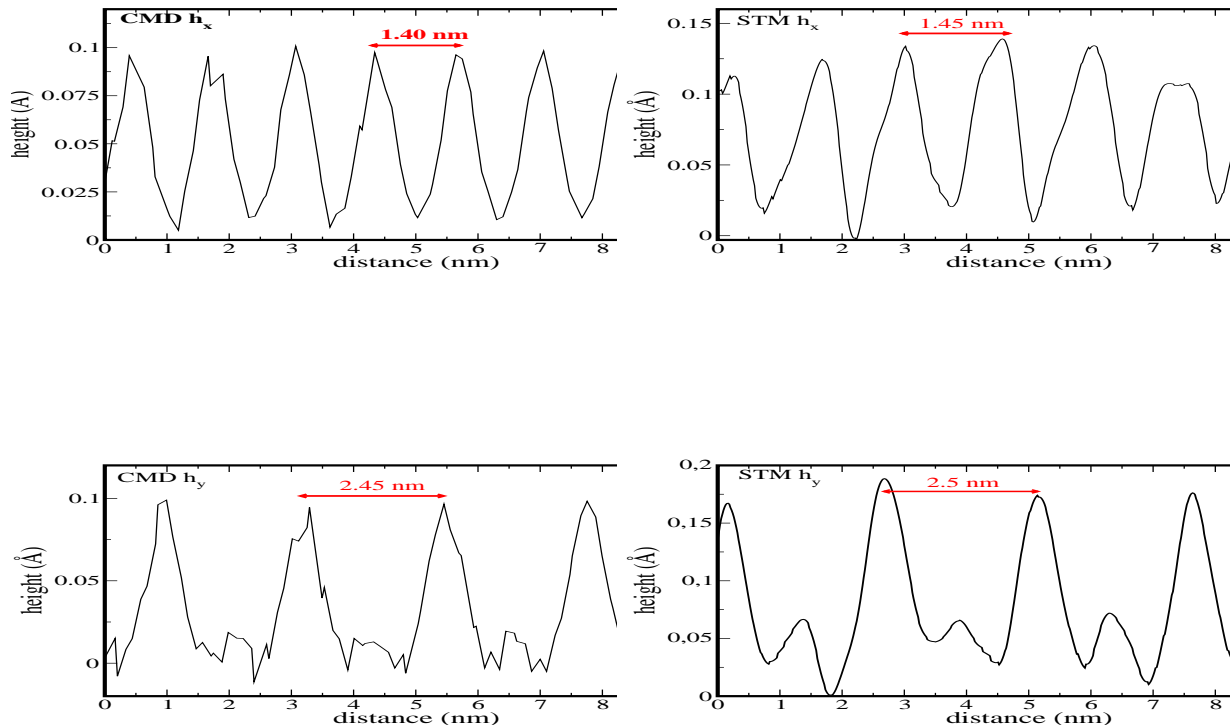 CMD hx
1.40 nm
0.1
0.075
0.05
0.025
0
height (Å)
0 1 2 3 4 5 6 7 8
distance (nm)
STM hx
1.45 nm
0.15
0.1
0.05
0
height (Å)
0 1 2 3 4 5 6 7 8
distance (nm)
CMD hy
2.45 nm
0.1
0.05
0
height (Å)
0 1 2 3 4 5 6 7 8
distance (nm)
STM hy
2.5 nm
0,2
0,15
0,1
0,05
0
height (Å)
0 1 2 3 4 5 6 7 8
distance (nm)